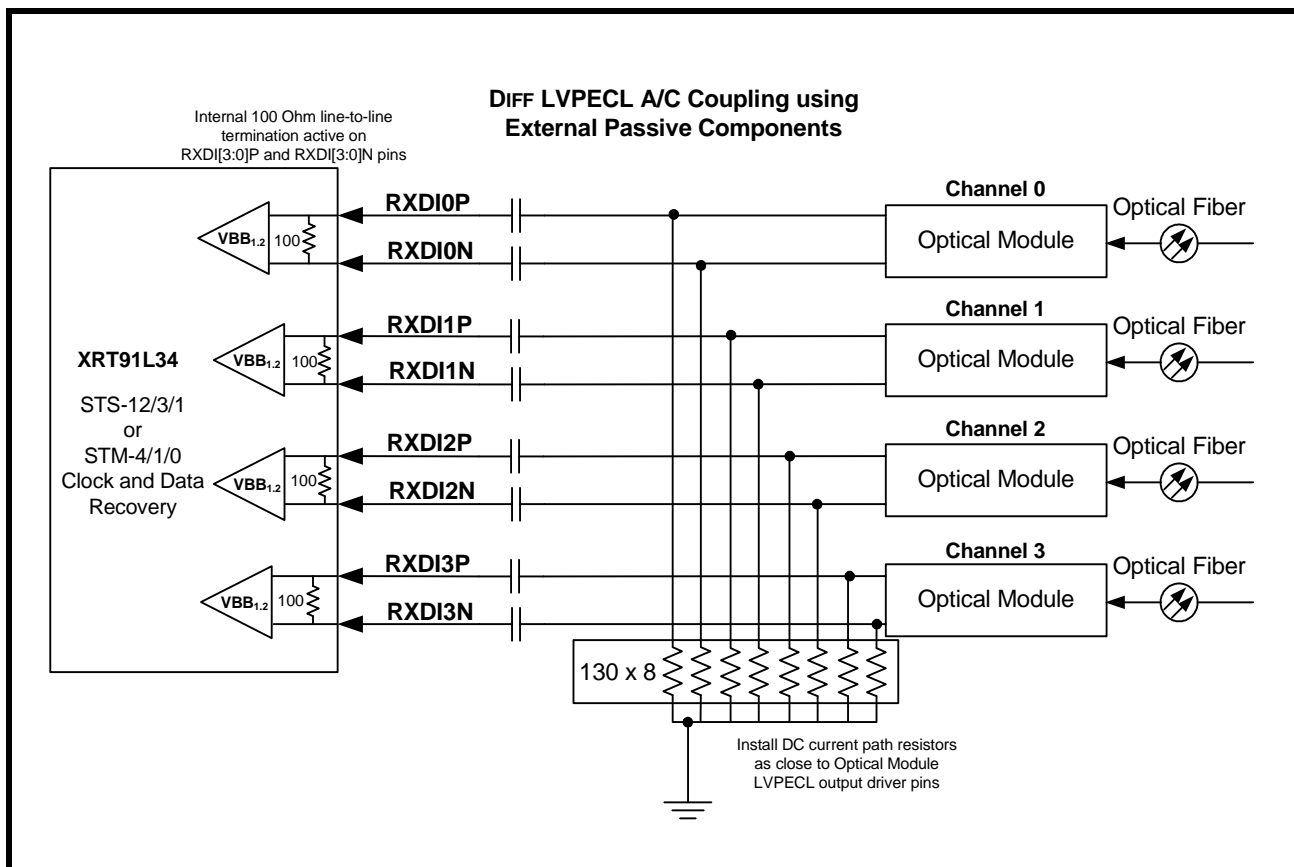 DIFF LVPECL A/C Coupling using
External Passive Components
Internal 100 Ohm line-to-line
termination active on
RXDI[3:0]P and RXDI[3:0]N pins
RXDI0P
Channel 0
Optical Fiber
VBB1.2
100
Optical Module
RXDI0N
RXDI1P
Channel 1
Optical Fiber
XRT91L34
VBB1.2
100
Optical Module
RXDI1N
STS-12/3/1
or
STM-4/1/0
Clock and Data
Recovery
RXDI2P
Channel 2
Optical Fiber
VBB1.2
100
Optical Module
RXDI2N
RXDI3P
Channel 3
Optical Fiber
VBB1.2
100
Optical Module
RXDI3N
130 x 8
Install DC current path resistors
as close to Optical Module
LVPECL output driver pins